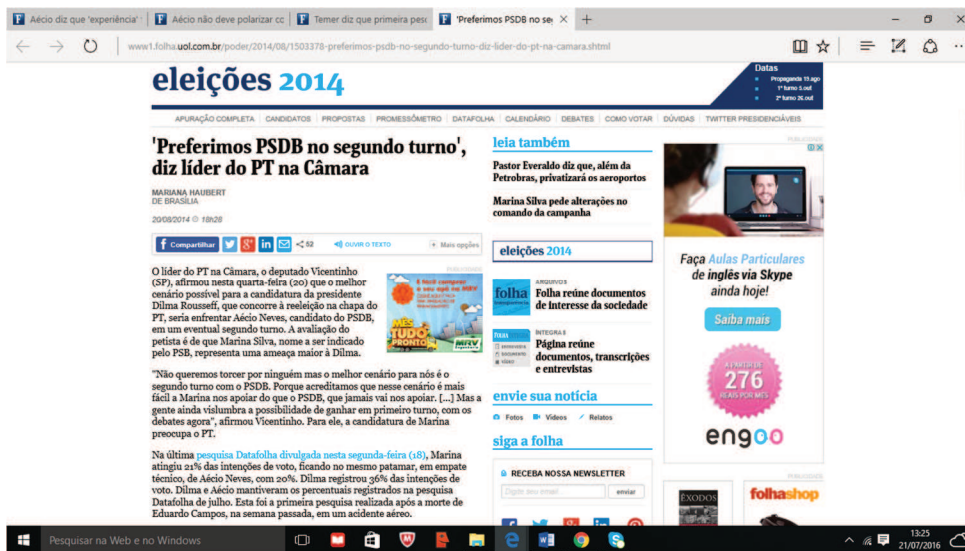 Aécio diz que 'experiência'
Aécio não deve polarizar cc
Temer diz que primeira pesc
'Preferimos PSDB no seg
www1.folha.uol.com.br/poder/2014/08/1503378-preferimos-psdb-no-segundo-turno-diz-lider-do-pt-na-camara.shtml
eleições 2014
Datas
Propaganda 19.ago
1º turno 5.out
2º turno 26.out
APURAÇÃO COMPLETA CANDIDATOS PROPOSTAS PROMESSÔMETRO DATAFOLHA CALENDÁRIO DEBATES COMO VOTAR DÚVIDAS TWITTER PRESIDENCIÁVEIS
'Preferimos PSDB no segundo turno',
diz líder do PT na Câmara
MARIANA HAUBERT
DE BRASÍLIA
20/08/2014 18h28
Compartilhar
52
OUVIR O TEXTO
Mais opções
O líder do PT na Câmara, o deputado Vicentinho
(SP), afirmou nesta quarta-feira (20) que o melhor
cenário possível para a candidatura da presidente
Dilma Rousseff, que concorre à reeleição na chapa do
PT, seria enfrentar Aécio Neves, candidato do PSDB,
em um eventual segundo turno. A avaliação do
petista é de que Marina Silva, nome a ser indicado
pelo PSB, representa uma ameaça maior à Dilma.
PUBLICIDADE
MÊS
TUDO
PRONTO
MRV
"Não queremos torcer por ninguém mas o melhor cenário para nós é o
segundo turno com o PSDB. Porque acreditamos que nesse cenário é mais
fácil a Marina nos apoiar do que o PSDB, que jamais vai nos apoiar. [...] Mas a
gente ainda vislumbra a possibilidade de ganhar em primeiro turno, com os
debates agora", afirmou Vicentinho. Para ele, a candidatura de Marina
preocupa o PT.
Na última pesquisa Datafolha divulgada nesta segunda-feira (18), Marina
atingiu 21% das intenções de voto, ficando no mesmo patamar, em empate
técnico, de Aécio Neves, com 20%. Dilma registrou 36% das intenções de
voto. Dilma e Aécio mantiveram os percentuais registrados na pesquisa
Datafolha de julho. Esta foi a primeira pesquisa realizada após a morte de
Eduardo Campos, na semana passada, em um acidente aéreo.
leia também
Pastor Everaldo diz que, além da
Petrobras, privatizará os aeroportos
Marina Silva pede alterações no
comando da campanha
eleições 2014
folha
transparência
ARQUIVOS
Folha reúne documentos
de interesse da sociedade
ÍNTEGRAS
Página reúne
documentos, transcrições
e entrevistas
envie sua notícia
Fotos Vídeos Relatos
siga a folha
RECEBA NOSSA NEWSLETTER
Digite seu email...
enviar
PUBLICIDADE
Faça Aulas Particulares
de inglês via Skype
ainda hoje!
Saiba mais
A PARTIR DE
276
REAIS POR MÊS
engoo
PUBLICIDADE
ÊXODOS
folhashop
Pesquisar na Web e no Windows
13:25
21/07/2016